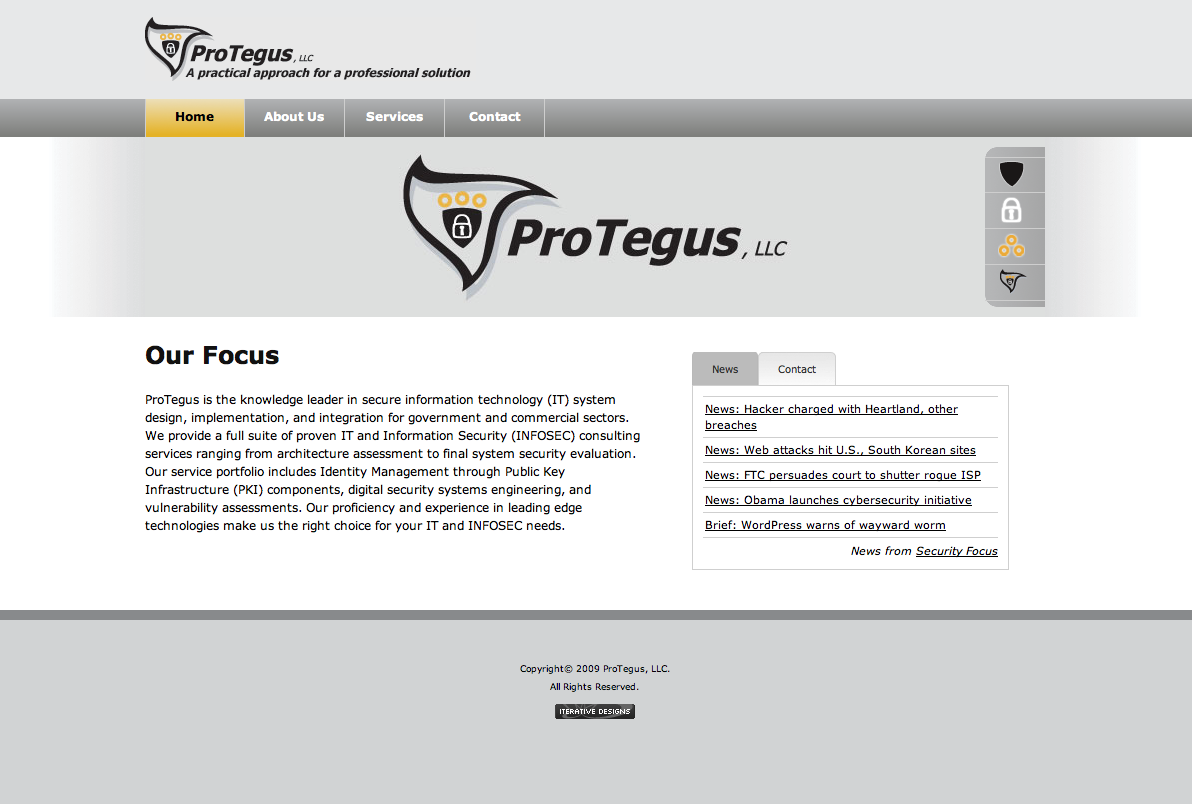 ProTegus, LLC
A practical approach for a professional solution
Home About Us Services Contact
ProTegus, LLC
Our Focus
ProTegus is the knowledge leader in secure information technology (IT) system
design, implementation, and integration for government and commercial sectors.
We provide a full suite of proven IT and Information Security (INFOSEC) consulting
services ranging from architecture assessment to final system security evaluation.
Our service portfolio includes Identity Management through Public Key
Infrastructure (PKI) components, digital security systems engineering, and
vulnerability assessments. Our proficiency and experience in leading edge
technologies make us the right choice for your IT and INFOSEC needs.
News Contact
News: Hacker charged with Heartland, other
breaches
News: Web attacks hit U.S., South Korean sites
News: FTC persuades court to shutter rogue ISP
News: Obama launches cybersecurity initiative
Brief: WordPress warns of wayward worm
News from Security Focus
Copyright© 2009 ProTegus, LLC.
All Rights Reserved.
ITERATIVE DESIGNS